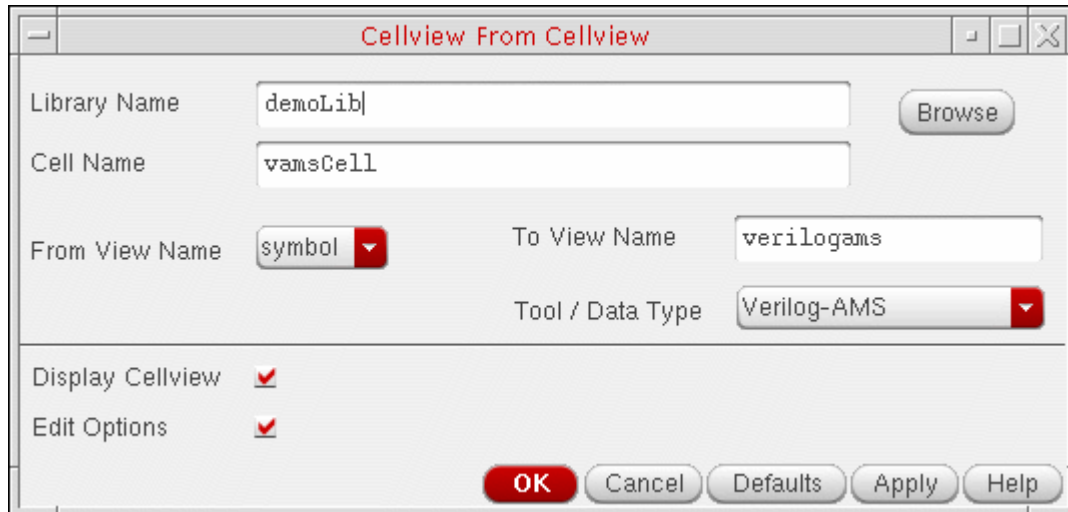 Cellview From Cellview
Library Name demoLib Browse
Cell Name vamsCell
From View Name symbol To View Name verilogams
Tool / Data Type Verilog-AMS
Display Cellview
Edit Options
OK Cancel Defaults Apply Help